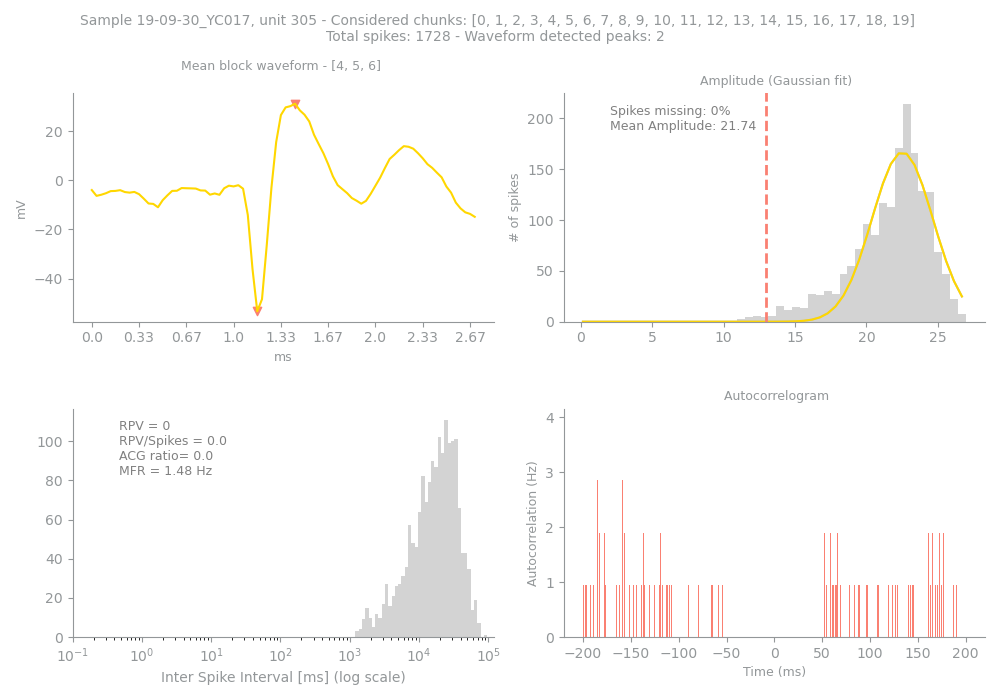 Sample 19-09-30_YC017, unit 305 - Considered chunks: [0, 1, 2, 3, 4, 5, 6, 7, 8, 9, 10, 11, 12, 13, 14, 15, 16, 17, 18, 19]
Total spikes: 1728 - Waveform detected peaks: 2
Mean block waveform - [4, 5, 6]
20
0
−20
−40
mV
0.0 0.33 0.67 1.0 1.33 1.67 2.0 2.33 2.67
ms
Amplitude (Gaussian fit)
Spikes missing: 0%
Mean Amplitude: 21.74
200
150
100
50
0
# of spikes
0 5 10 15 20 25
RPV = 0
RPV/Spikes = 0.0
ACG ratio= 0.0
MFR = 1.48 Hz
100
80
60
40
20
0
10⁻¹ 10⁰ 10¹ 10² 10³ 10⁴ 10⁵
Inter Spike Interval [ms] (log scale)
Autocorrelogram
4
3
2
1
0
Autocorrelation (Hz)
−200 −150 −100 −50 0 50 100 150 200
Time (ms)